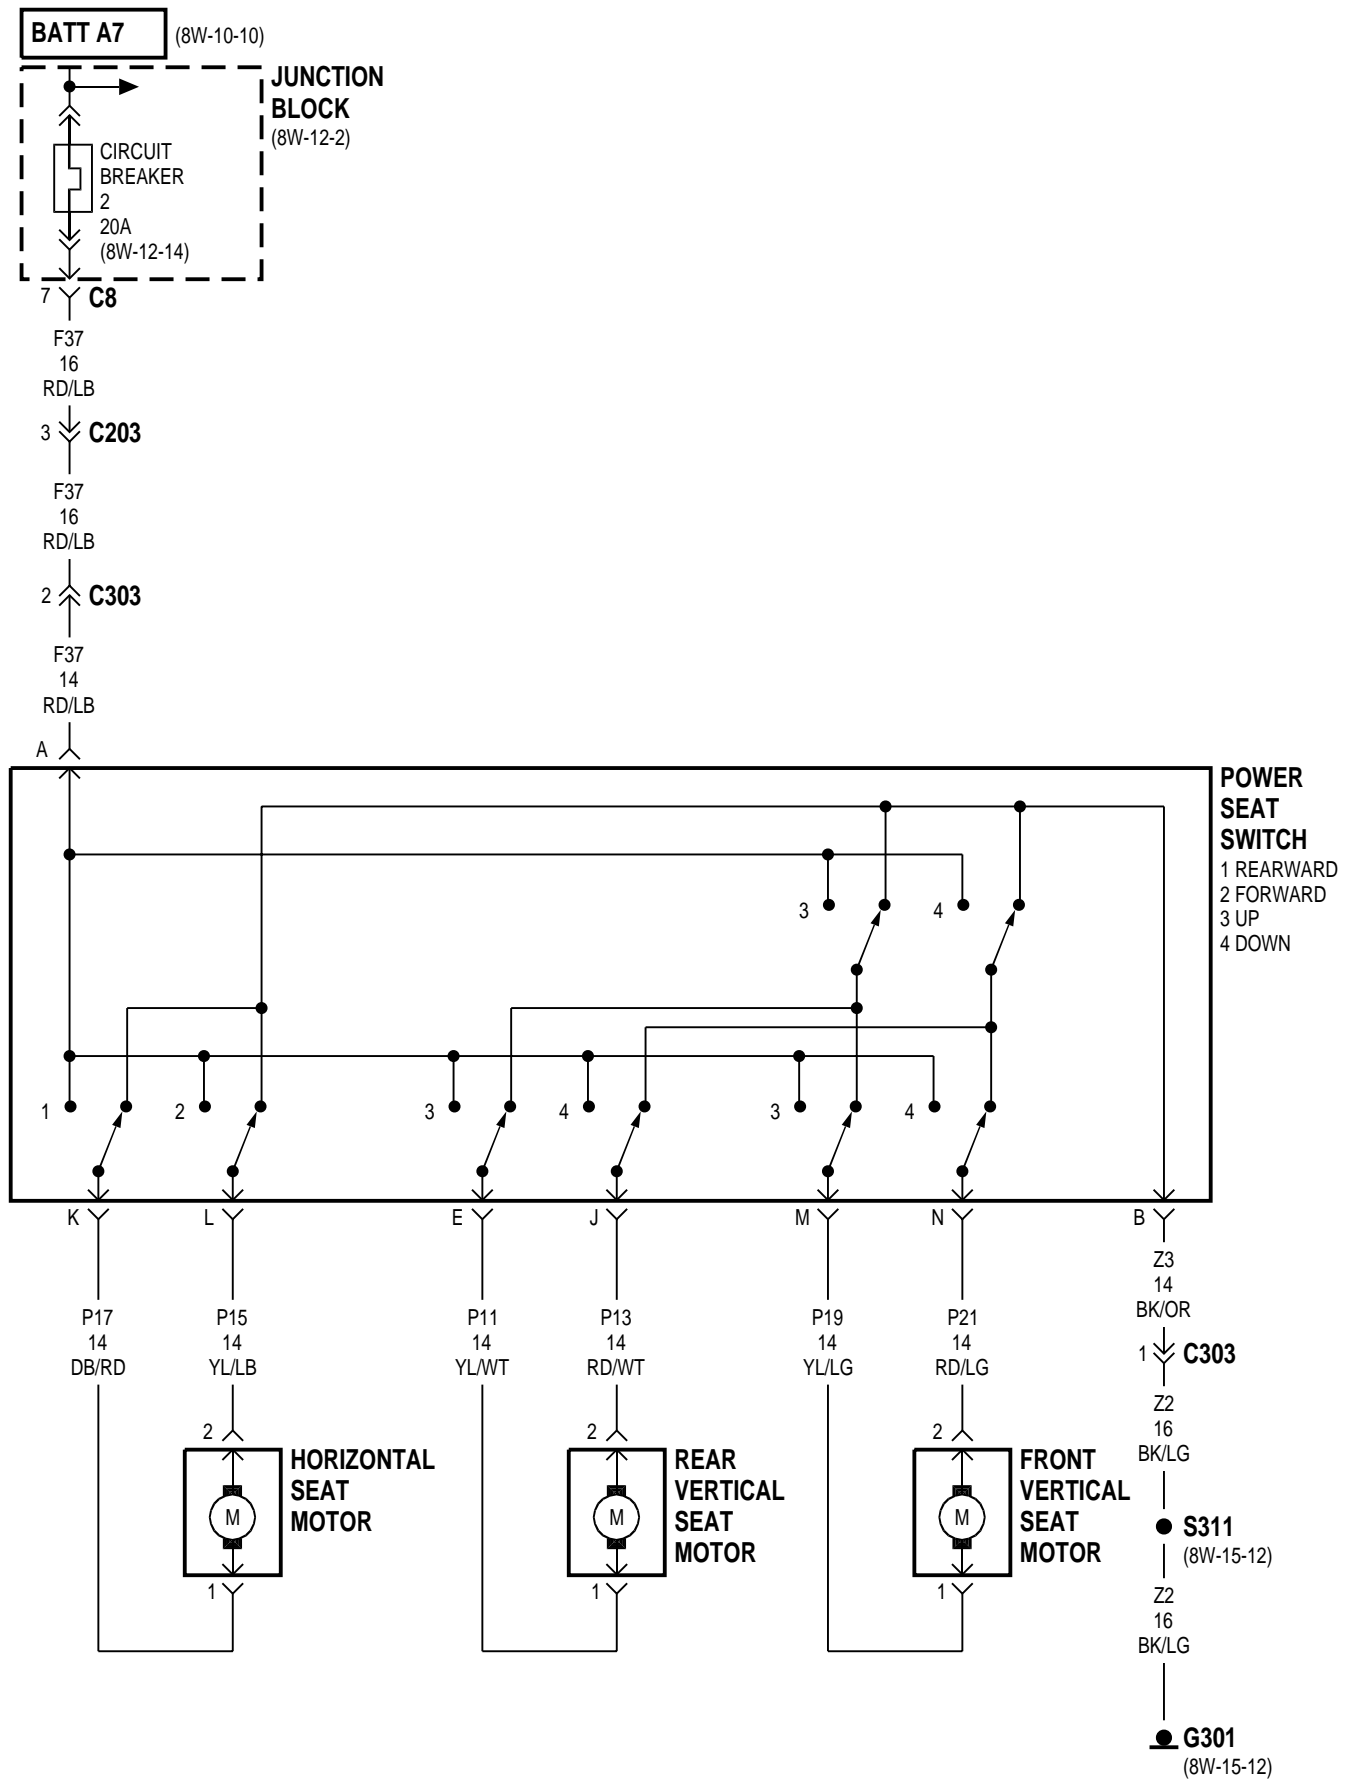 BATT A7
(8W-10-10)
JUNCTION
BLOCK
(8W-12-2)
CIRCUIT
BREAKER
2
20A
(8W-12-14)
7
C8
F37
16
RD/LB
3
C203
F37
16
RD/LB
2
C303
F37
14
RD/LB
A
POWER
SEAT
SWITCH
1 REARWARD
2 FORWARD
3 UP
4 DOWN
3
4
1
2
3
4
3
4
K
L
E
J
M
N
B
P17
14
DB/RD
P15
14
YL/LB
P11
14
YL/WT
P13
14
RD/WT
P19
14
YL/LG
P21
14
RD/LG
Z3
14
BK/OR
1
C303
Z2
16
BK/LG
2
HORIZONTAL
SEAT
MOTOR
M
1
2
REAR
VERTICAL
SEAT
MOTOR
M
1
2
FRONT
VERTICAL
SEAT
MOTOR
M
1
S311
(8W-15-12)
Z2
16
BK/LG
G301
(8W-15-12)